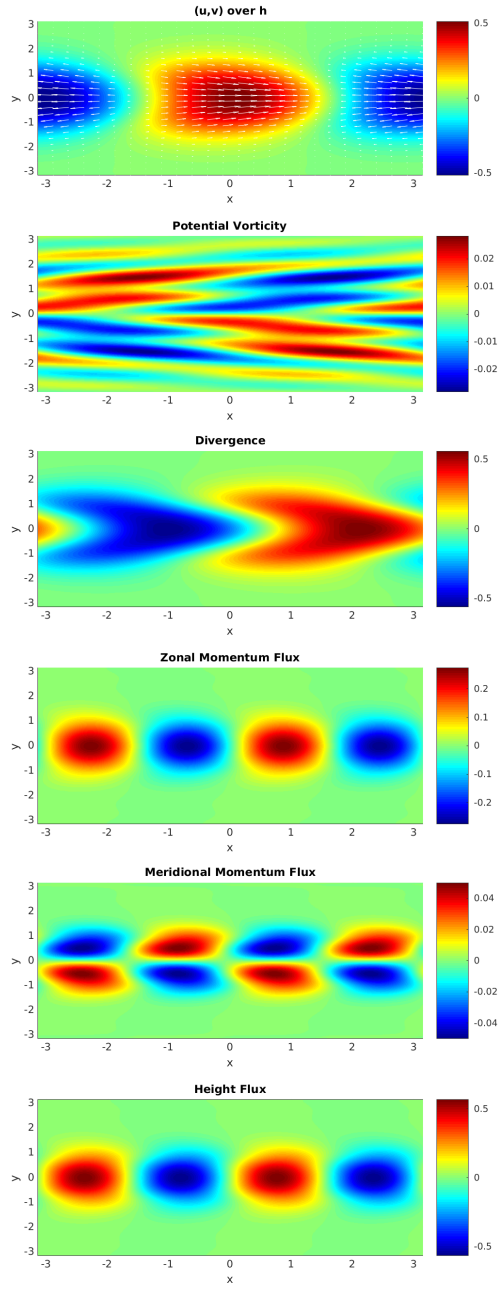 (u,v) over h
3
2
1
0
-1
-2
-3
y
-3 -2 -1 0 1 2 3
x
0.5
0
-0.5
Potential Vorticity
3
2
1
0
-1
-2
-3
y
-3 -2 -1 0 1 2 3
x
0.02
0.01
0
-0.01
-0.02
Divergence
3
2
1
0
-1
-2
-3
y
-3 -2 -1 0 1 2 3
x
0.5
0
-0.5
Zonal Momentum Flux
3
2
1
0
-1
-2
-3
y
-3 -2 -1 0 1 2 3
x
0.2
0.1
0
-0.1
-0.2
Meridional Momentum Flux
3
2
1
0
-1
-2
-3
y
-3 -2 -1 0 1 2 3
x
0.04
0.02
0
-0.02
-0.04
Height Flux
3
2
1
0
-1
-2
-3
y
-3 -2 -1 0 1 2 3
x
0.5
0
-0.5